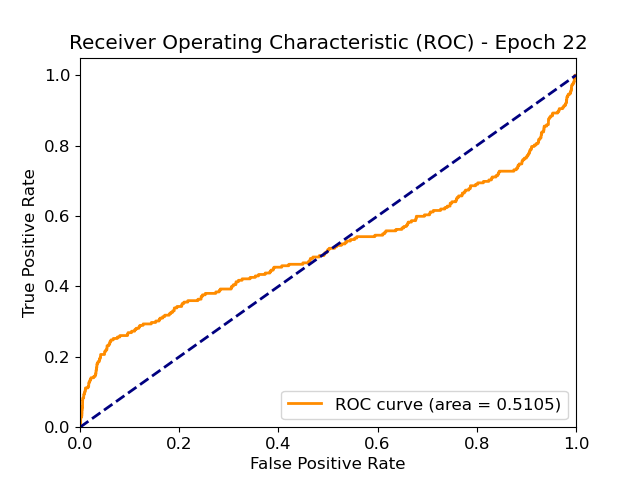 Receiver Operating Characteristic (ROC) - Epoch 22
True Positive Rate
1.0
0.8
0.6
0.4
0.2
0.0
ROC curve (area = 0.5105)
0.0 0.2 0.4 0.6 0.8 1.0
False Positive Rate